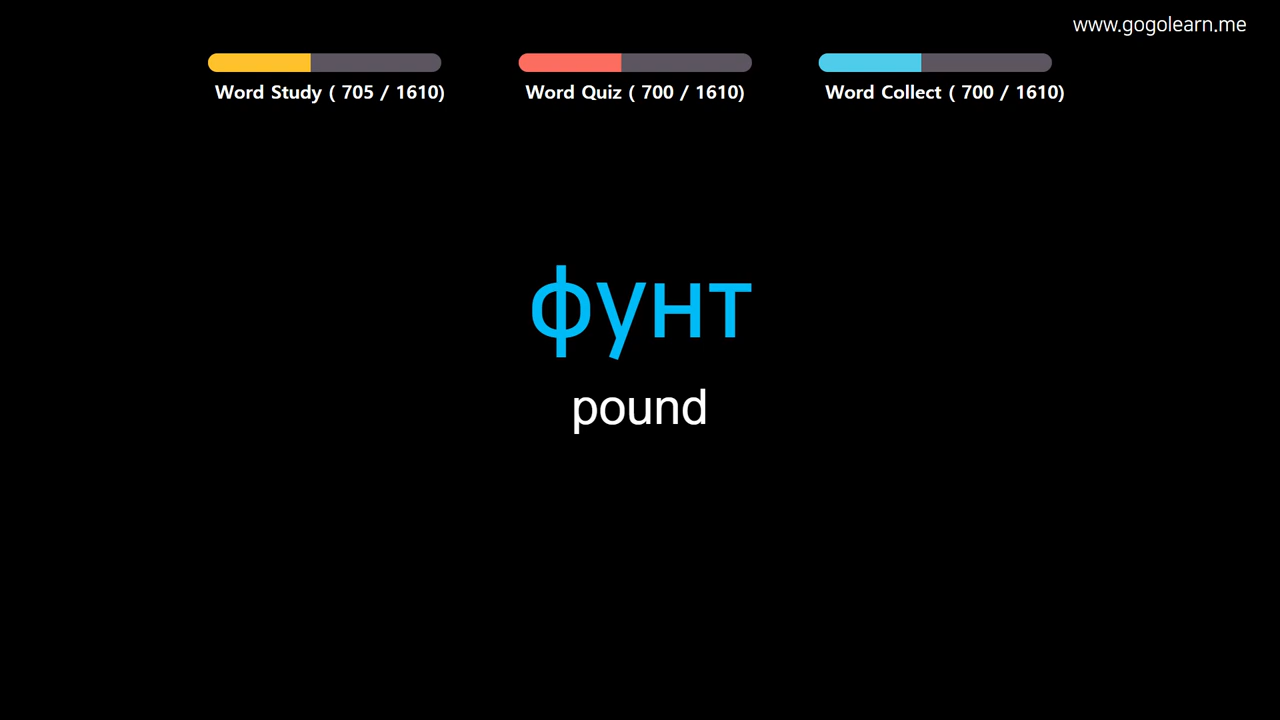 www.gogolearn.me
Word Study ( 705 / 1610)
Word Quiz ( 700 / 1610)
Word Collect ( 700 / 1610)
фунт
pound